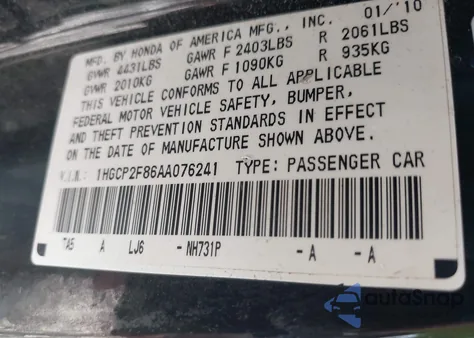 MFD. BY HONDA OF AMERICA MFG., INC. 01/'10
GVWR 4431LBS GAWR F 2403LBS R 2061LBS
GVWR 2010KG GAWR F 1090KG R 935KG
THIS VEHICLE CONFORMS TO ALL APPLICABLE
FEDERAL MOTOR VEHICLE SAFETY, BUMPER,
AND THEFT PREVENTION STANDARDS IN EFFECT
ON THE DATE OF MANUFACTURE SHOWN ABOVE.
V.I.N.: 1HGCP2F86AA076241 TYPE: PASSENGER CAR
TA5 A LJ6 -NH731P -A -A
autoSnap